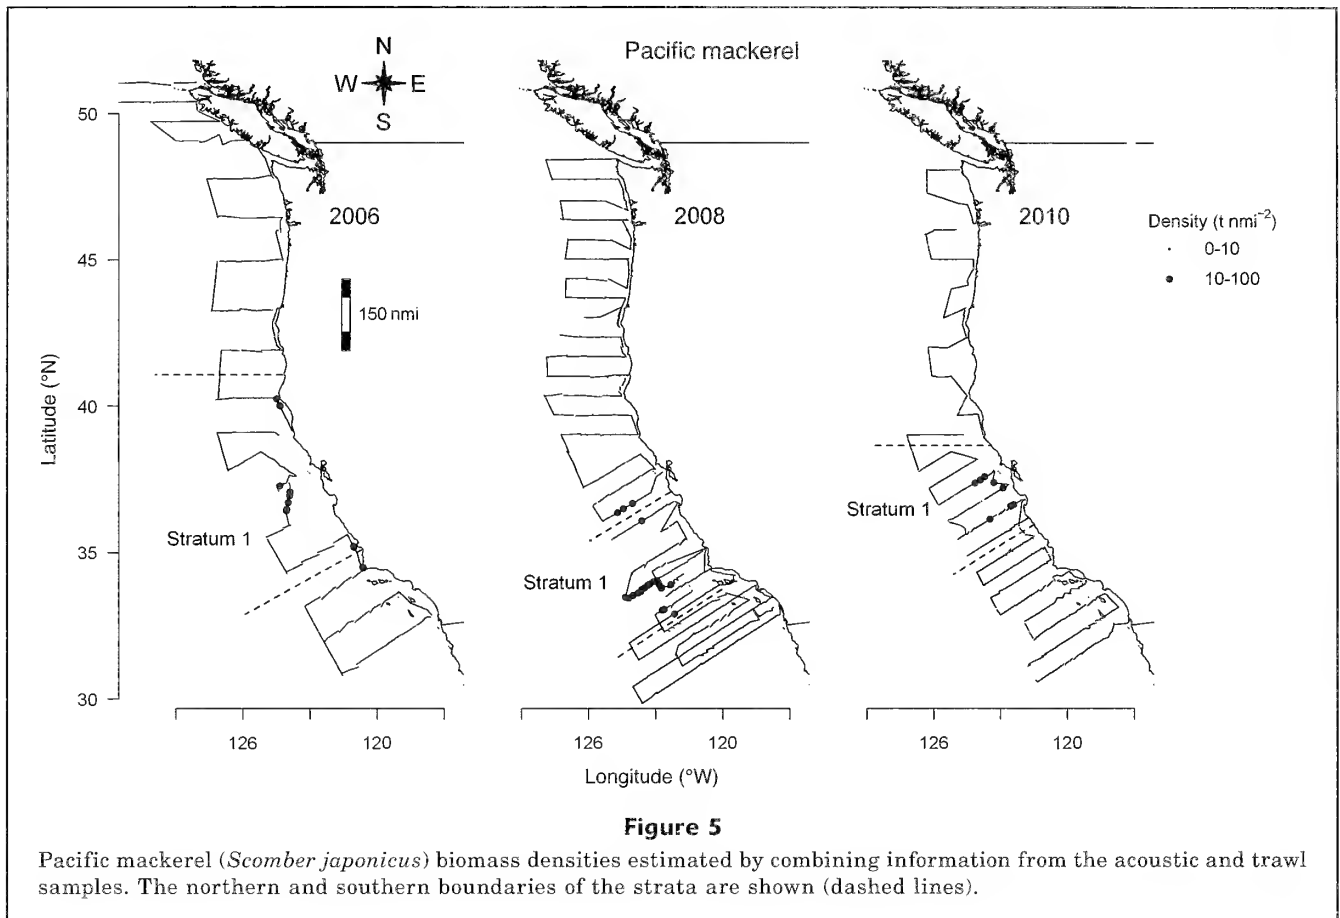 Pacific mackerel
N
W E
S
50
45
40
35
30
Latitude (°N)
2006
2008
2010
150 nmi
Density (t nmi⁻²)
0-10
10-100
Stratum 1
Stratum 1
Stratum 1
126 120
126 120
126 120
Longitude (°W)
Figure 5
Pacific mackerel (Scomber japonicus) biomass densities estimated by combining information from the acoustic and trawl
samples. The northern and southern boundaries of the strata are shown (dashed lines).